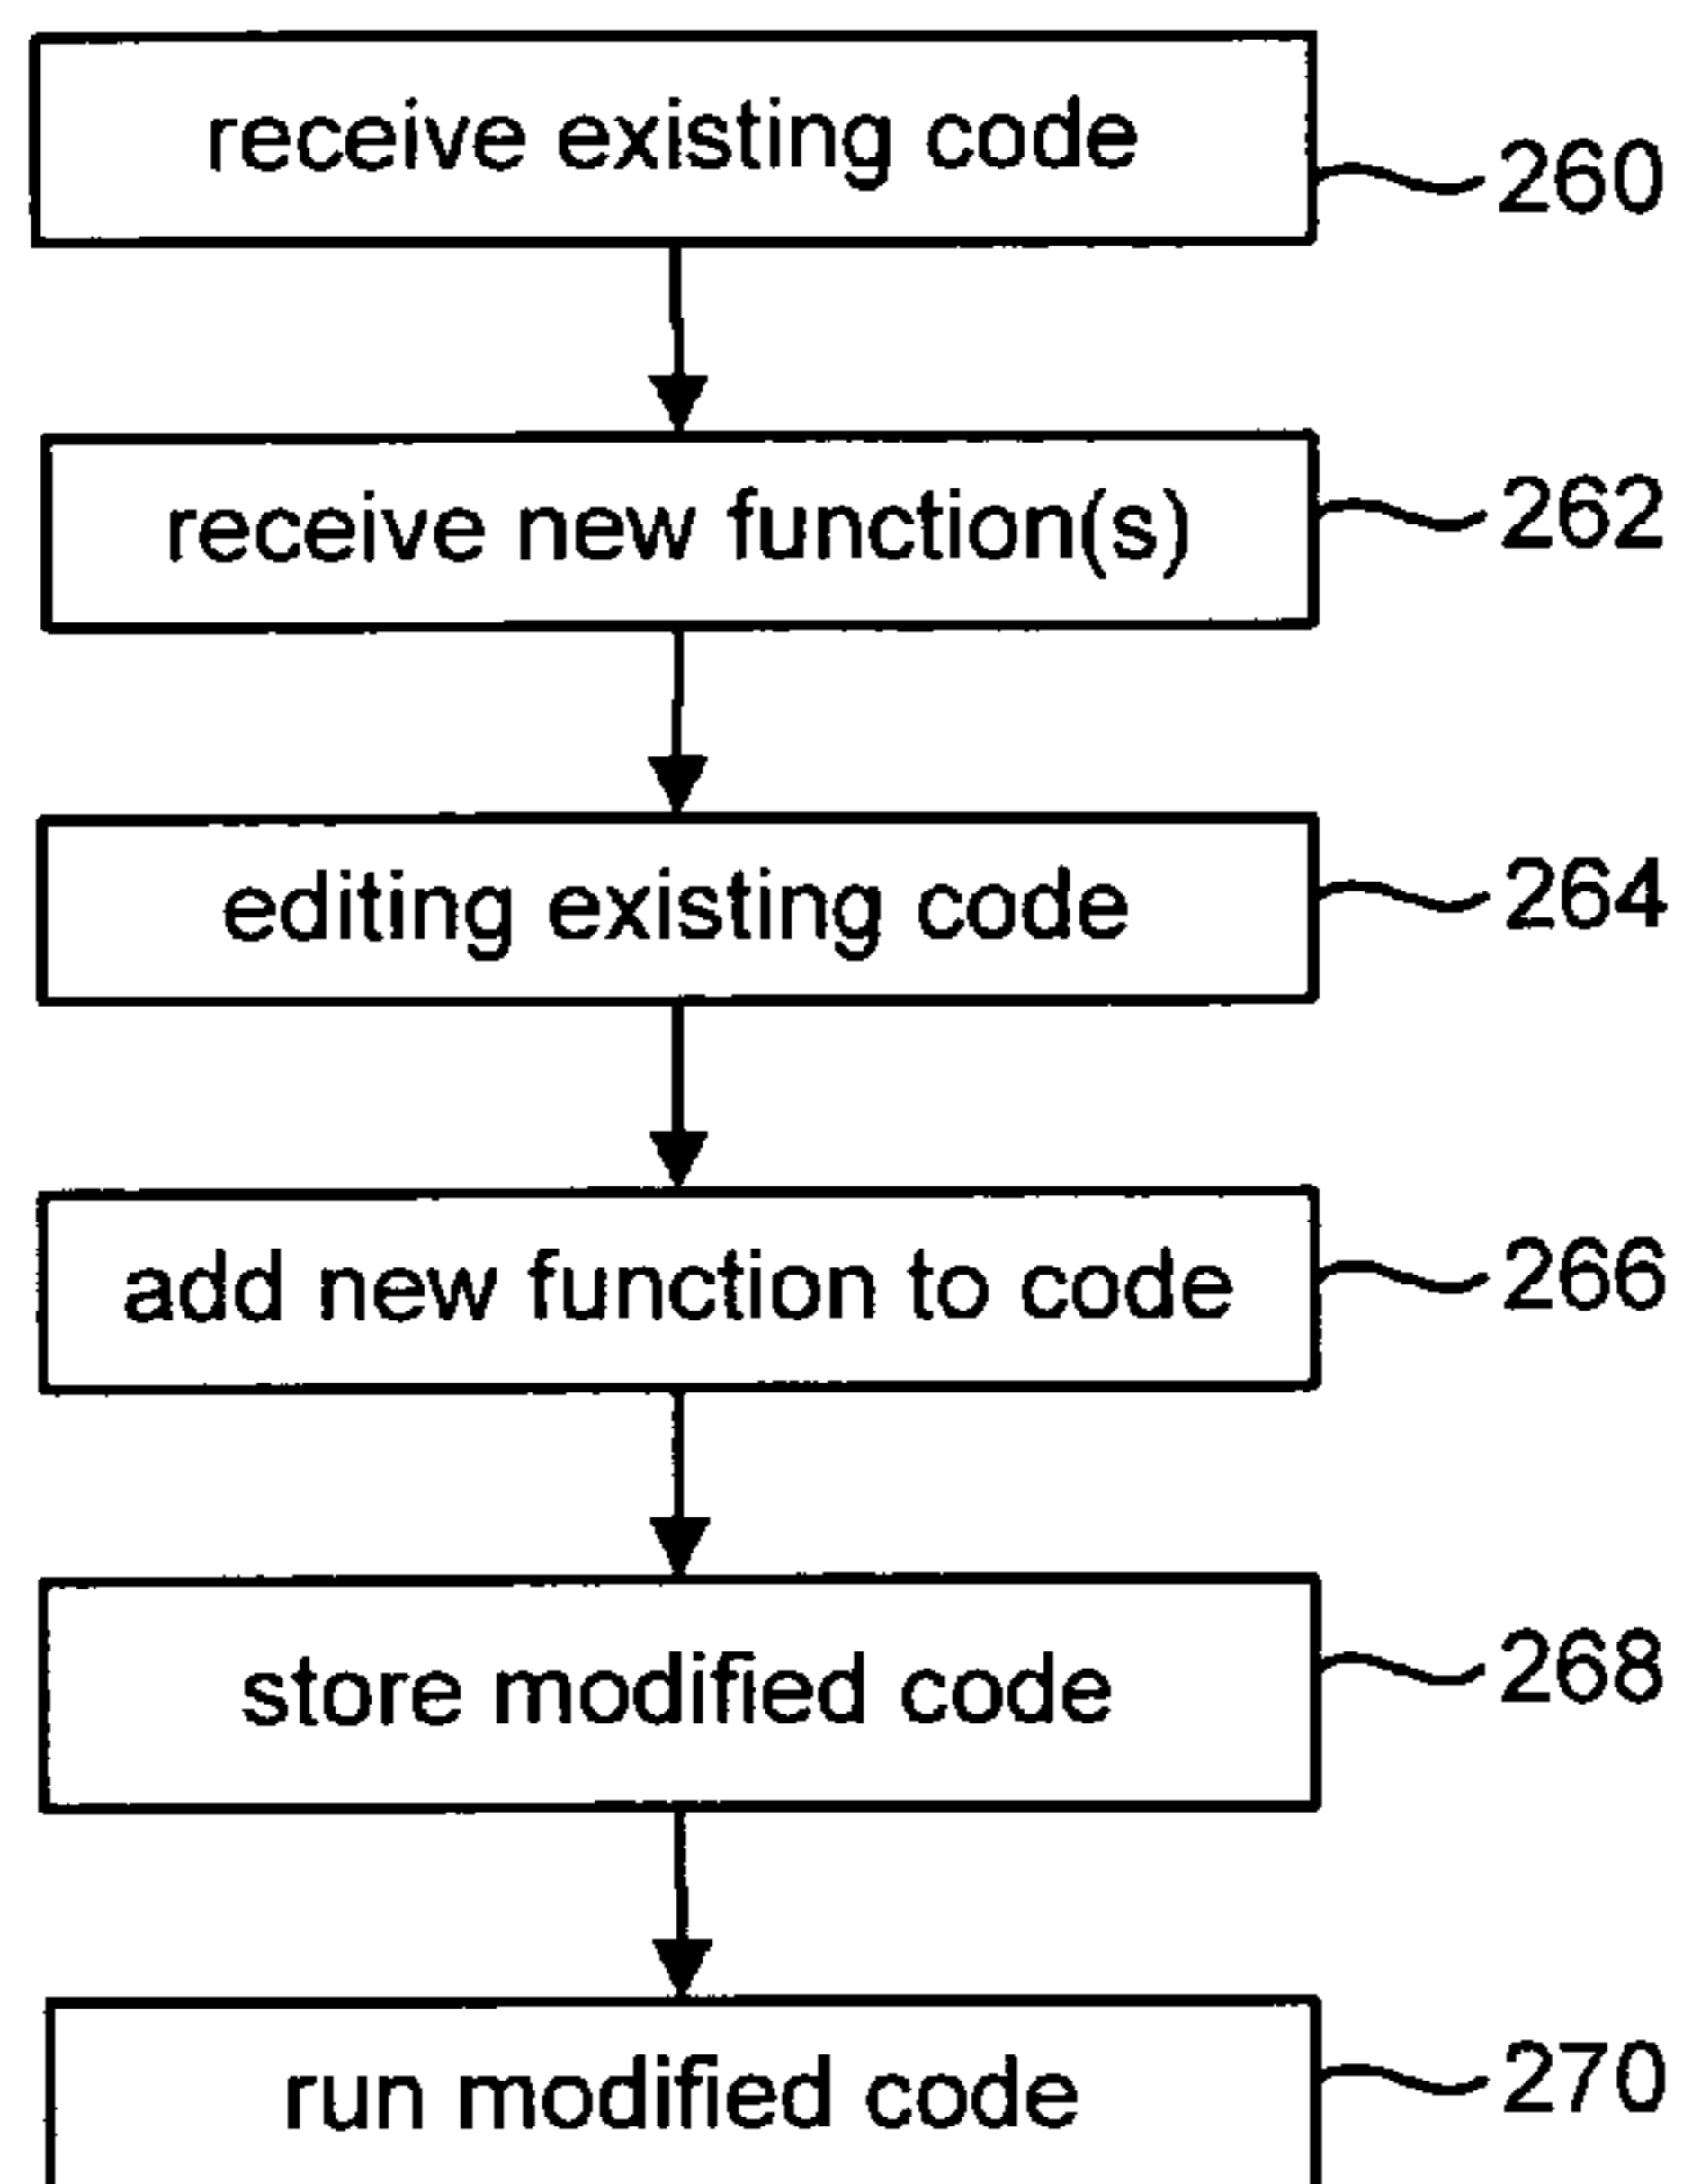 receive existing code
260
receive new function(s)
262
editing existing code
264
add new function to code
266
store modified code
268
run modified code
270